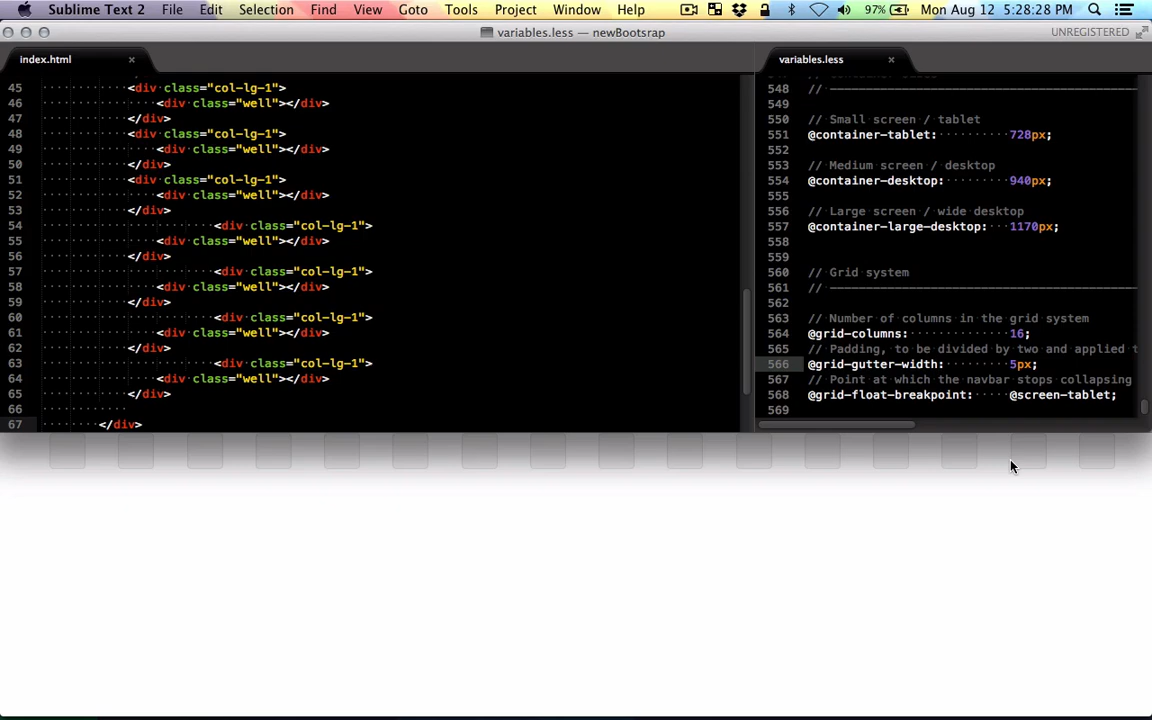 Sublime Text 2 File Edit Selection Find View Goto Tools Project Window Help 97% Mon Aug 12 5:28:28 PM
variables.less — newBootsrap UNREGISTERED
index.html × variables.less ×
45 <div class="col-lg-1">
46 <div class="well"></div>
47 </div>
48 <div class="col-lg-1">
49 <div class="well"></div>
50 </div>
51 <div class="col-lg-1">
52 <div class="well"></div>
53 </div>
54 <div class="col-lg-1">
55 <div class="well"></div>
56 </div>
57 <div class="col-lg-1">
58 <div class="well"></div>
59 </div>
60 <div class="col-lg-1">
61 <div class="well"></div>
62 </div>
63 <div class="col-lg-1">
64 <div class="well"></div>
65 </div>
66
67 </div>
548 //
549
550 // Small screen / tablet
551 @container-tablet: 728px;
552
553 // Medium screen / desktop
554 @container-desktop: 940px;
555
556 // Large screen / wide desktop
557 @container-large-desktop: 1170px;
558
559
560 // Grid system
561 //
562
563 // Number of columns in the grid system
564 @grid-columns: 16;
565 // Padding, to be divided by two and applied t
566 @grid-gutter-width: 5px;
567 // Point at which the navbar stops collapsing
568 @grid-float-breakpoint: @screen-tablet;
569